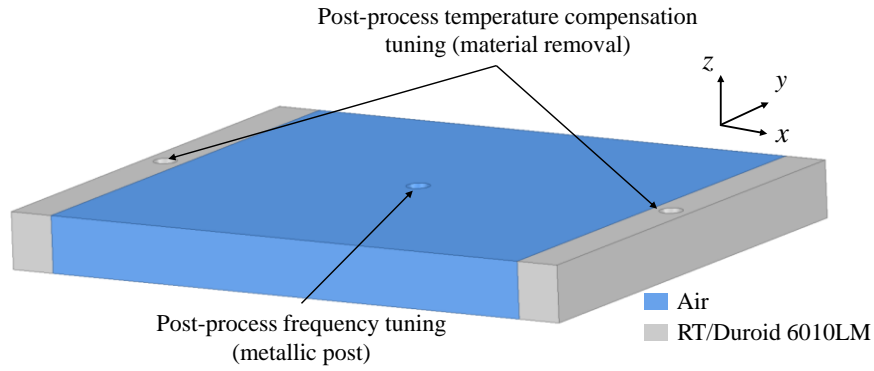 Post-process temperature compensation
tuning (material removal)
z
y
x
Post-process frequency tuning
(metallic post)
Air
RT/Duroid 6010LM